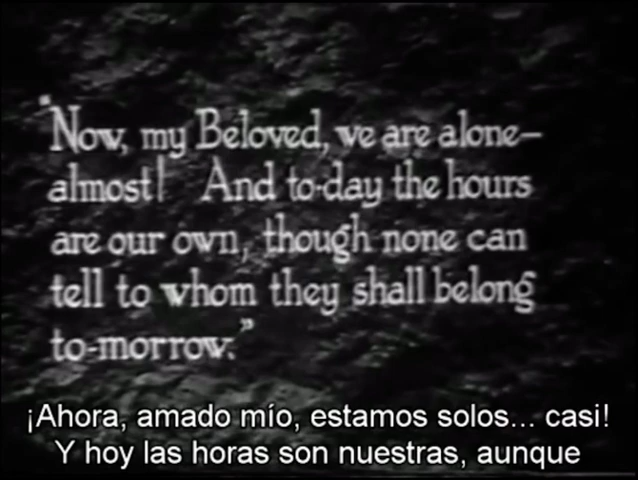 "Now, my Beloved, we are alone—
almost! And to-day the hours
are our own, though none can
tell to whom they shall belong
to-morrow."
¡Ahora, amado mío, estamos solos... casi!
Y hoy las horas son nuestras, aunque